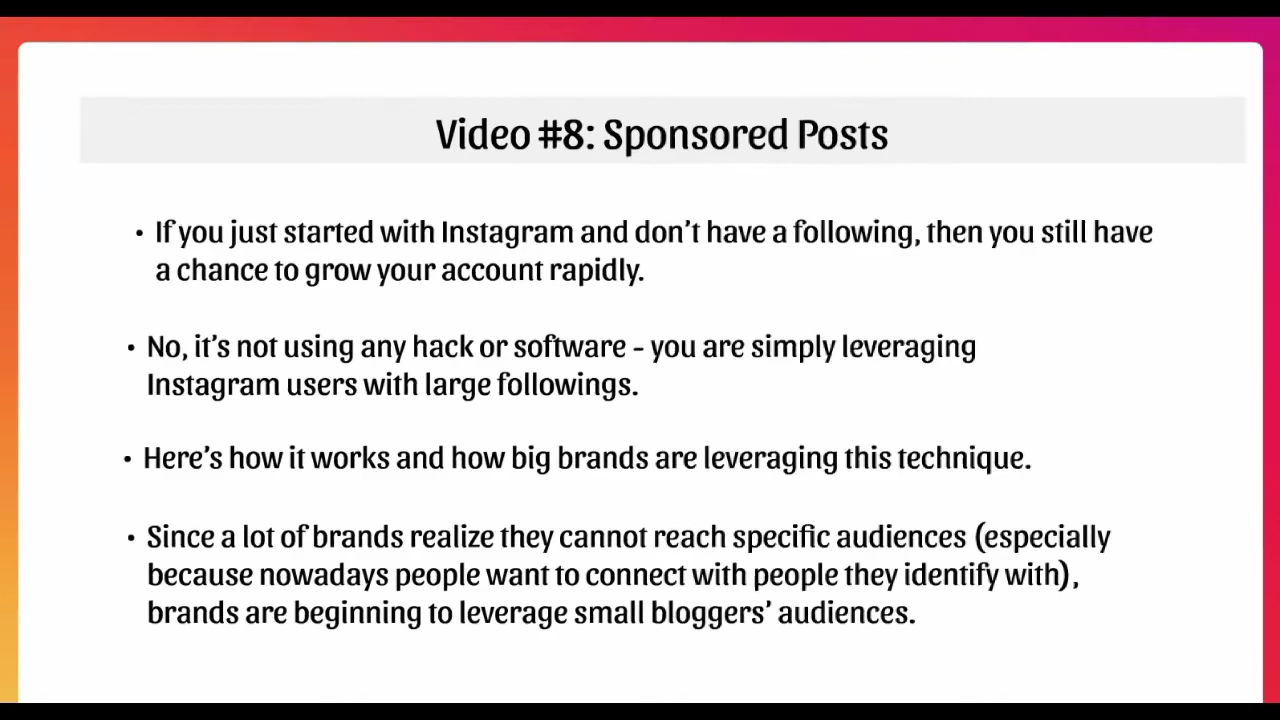 Video #8: Sponsored Posts
• If you just started with Instagram and don't have a following, then you still have
a chance to grow your account rapidly.
• No, it's not using any hack or software - you are simply leveraging
Instagram users with large followings.
• Here's how it works and how big brands are leveraging this technique.
• Since a lot of brands realize they cannot reach specific audiences (especially
because nowadays people want to connect with people they identify with),
brands are beginning to leverage small bloggers' audiences.